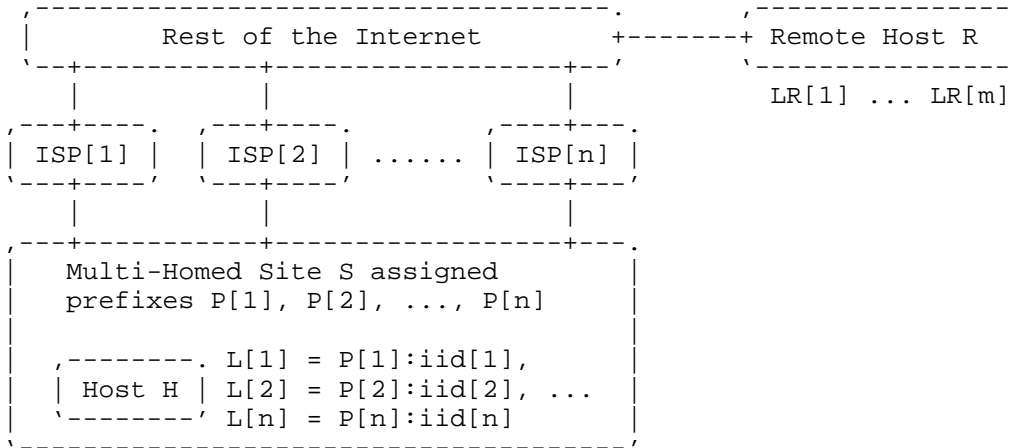 Rest of the Internet
Remote Host R
LR[1] ... LR[m]
ISP[1] ISP[2] ...... ISP[n]
Multi-Homed Site S assigned
prefixes P[1], P[2], ..., P[n]
L[1] = P[1]:iid[1],
Host H L[2] = P[2]:iid[2], ...
L[n] = P[n]:iid[n]